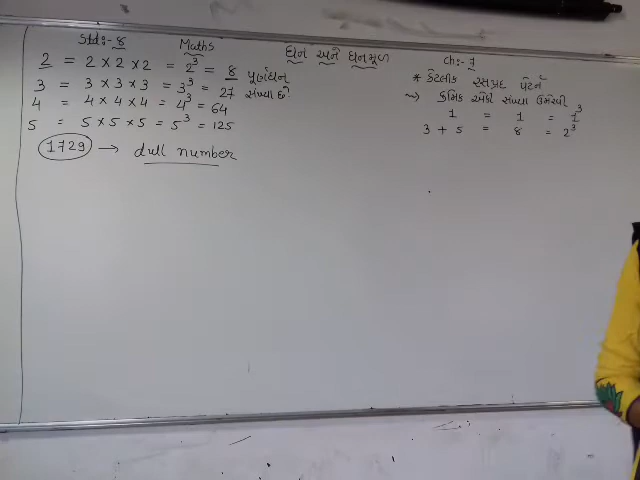 Std:- 8 Maths ઘન અને ઘનમૂળ Ch:- 7
2 = 2 × 2 × 2 = 2³ = 8 પૂર્ણઘન
3 = 3 × 3 × 3 = 3³ = 27 સંખ્યા છે.
4 = 4 × 4 × 4 = 4³ = 64
5 = 5 × 5 × 5 = 5³ = 125
1729 → dull number
* કેટલીક રસપ્રદ પેટર્ન
→ ક્રમિક એકી સંખ્યા ઉમેરવી
1 = 1 = 1³
3 + 5 = 8 = 2³